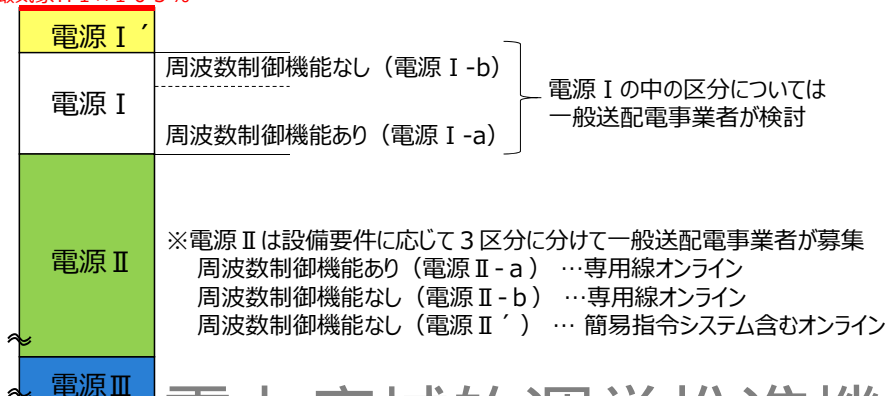 電源Ⅰ´
周波数制御機能なし(電源Ⅰ-b)
電源Ⅰ
電源Ⅰの中の区分については
一般送配電事業者が検討
周波数制御機能あり(電源Ⅰ-a)
電源Ⅱ
※電源Ⅱは設備要件に応じて3区分に分けて一般送配電事業者が募集
周波数制御機能あり(電源Ⅱ-a) …専用線オンライン
周波数制御機能なし(電源Ⅱ-b) …専用線オンライン
周波数制御機能なし(電源Ⅱ´) … 簡易指令システム含むオンライン
電源Ⅲ